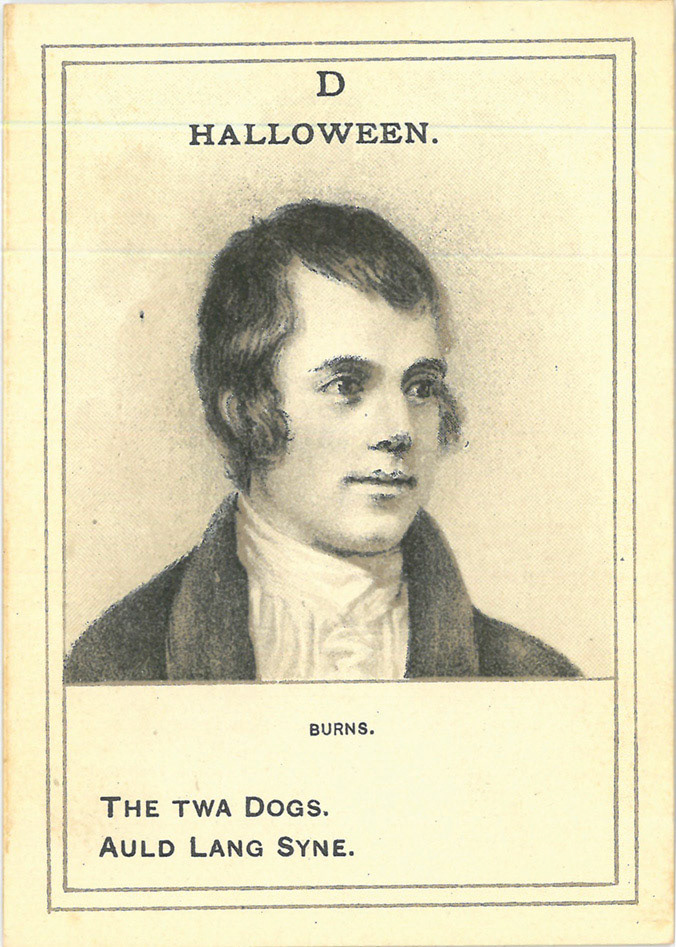 D
HALLOWEEN.
BURNS.
THE TWA DOGS.
AULD LANG SYNE.